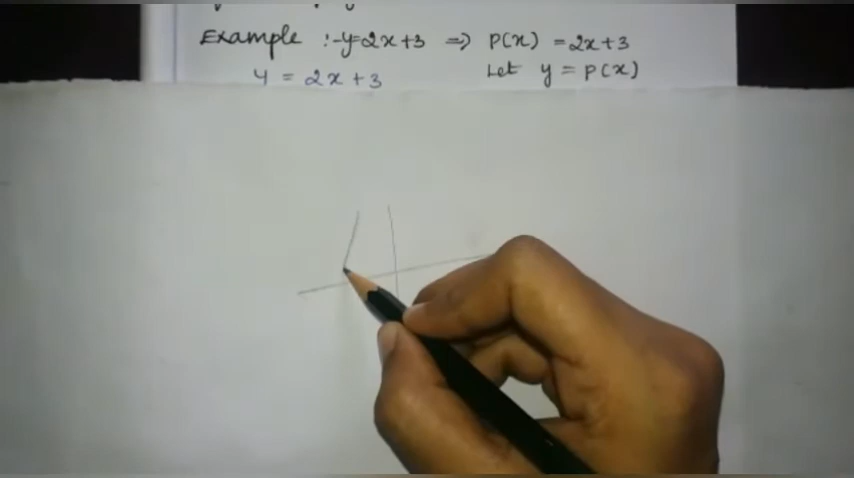 Example :- y=2x+3 => P(x) = 2x+3
y = 2x+3 Let y = P(x)